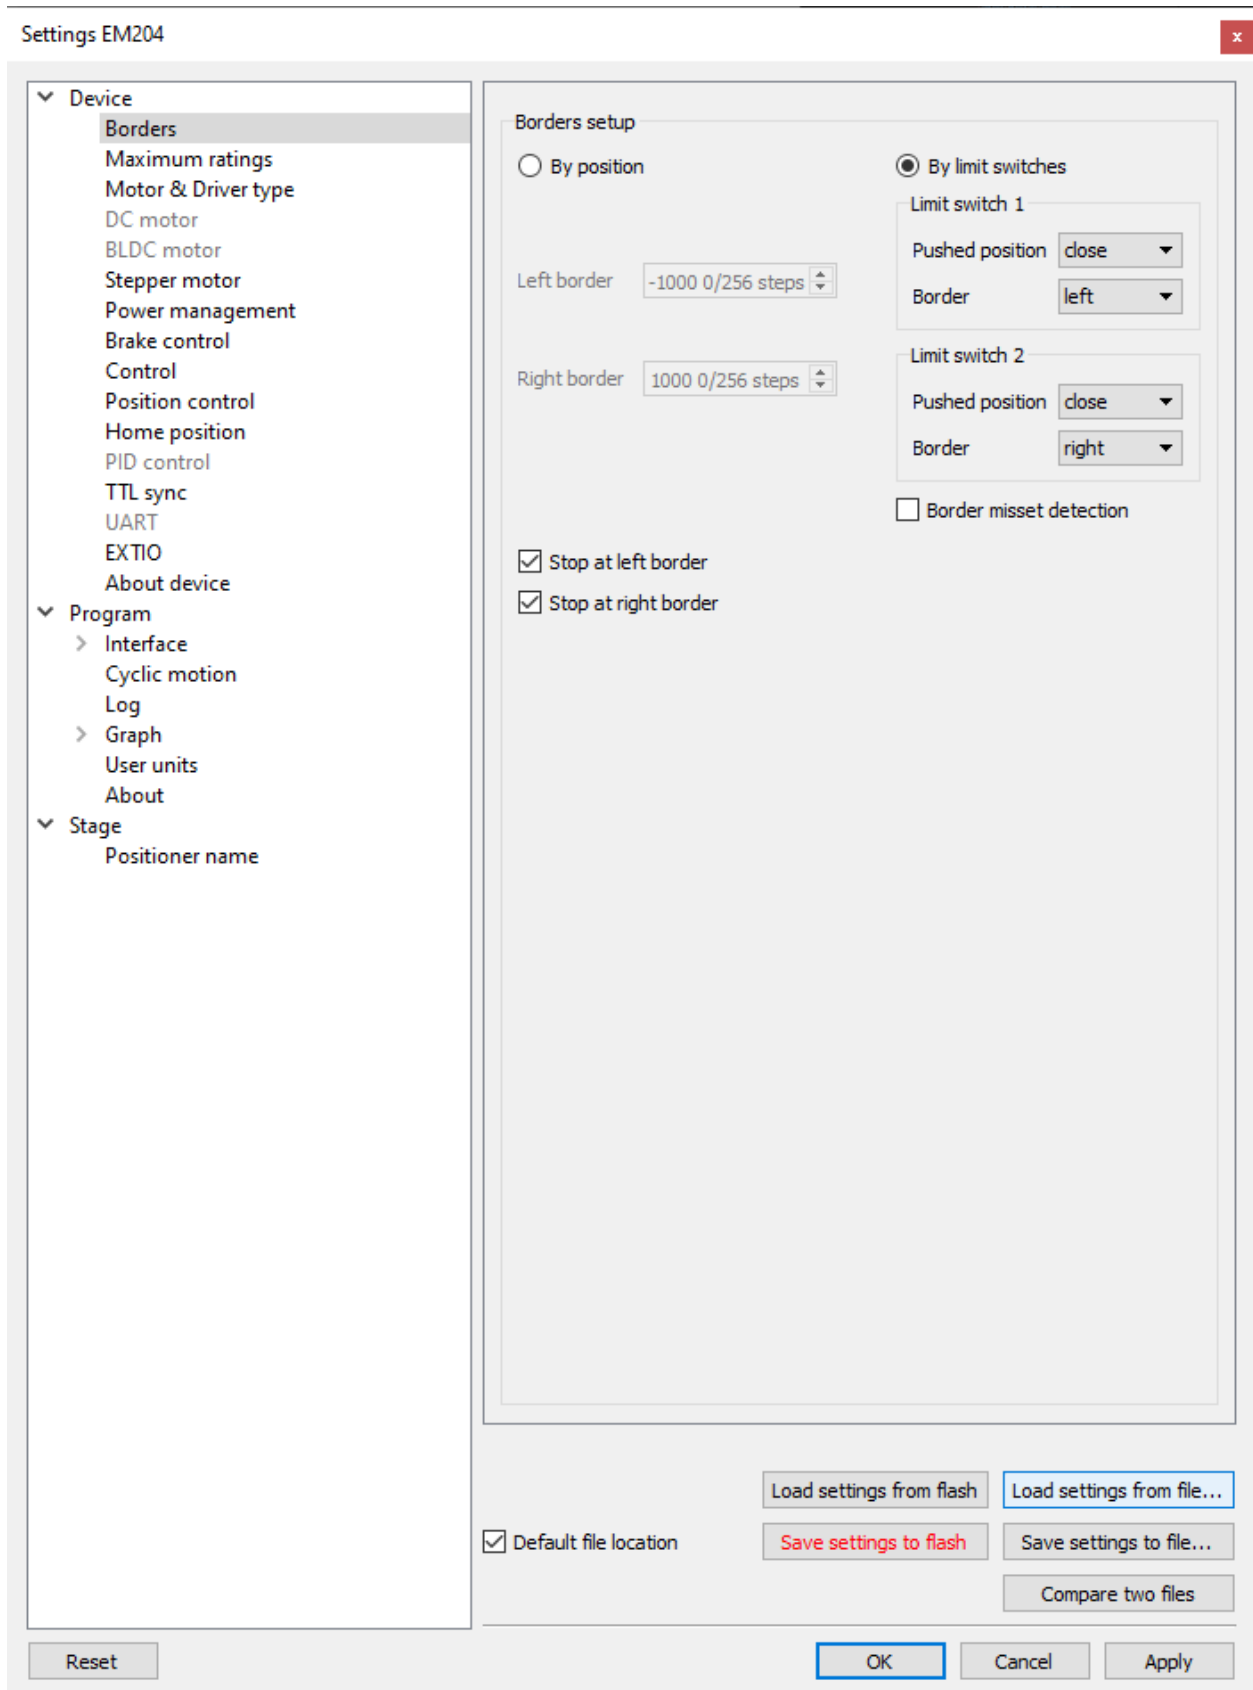 Settings EM204
x
Device
Borders
Maximum ratings
Motor & Driver type
DC motor
BLDC motor
Stepper motor
Power management
Brake control
Control
Position control
Home position
PID control
TTL sync
UART
EXTIO
About device
Program
Interface
Cyclic motion
Log
Graph
User units
About
Stage
Positioner name
Borders setup
By position
Left border -1000 0/256 steps
Right border 1000 0/256 steps
By limit switches
Limit switch 1
Pushed position close
Border left
Limit switch 2
Pushed position close
Border right
Border misset detection
Stop at left border
Stop at right border
Load settings from flash Load settings from file...
Default file location Save settings to flash Save settings to file...
Compare two files
Reset OK Cancel Apply